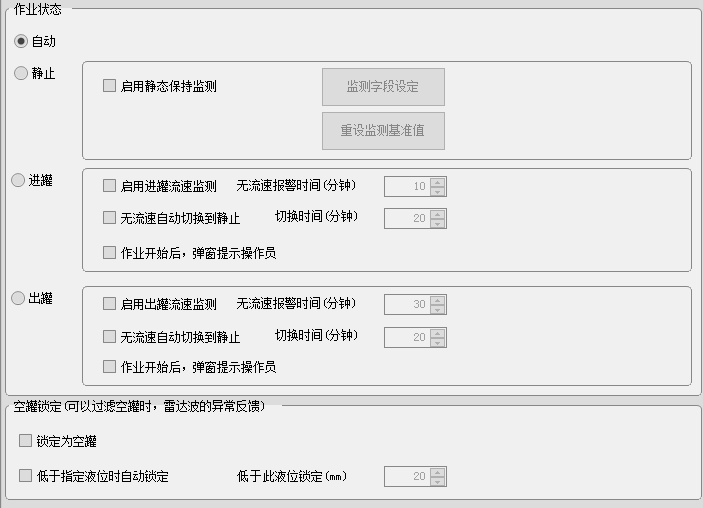 作业状态
自动
静止
启用静态保持监测 监测字段设定
重设监测基准值
进罐 启用进罐流速监测 无流速报警时间(分钟) 10
无流速自动切换到静止 切换时间(分钟) 20
作业开始后，弹窗提示操作员
出罐 启用出罐流速监测 无流速报警时间(分钟) 30
无流速自动切换到静止 切换时间(分钟) 20
作业开始后，弹窗提示操作员
空罐锁定(可以过滤空罐时，雷达波的异常反馈)
锁定为空罐
低于指定液位时自动锁定 低于此液位锁定(mm) 20